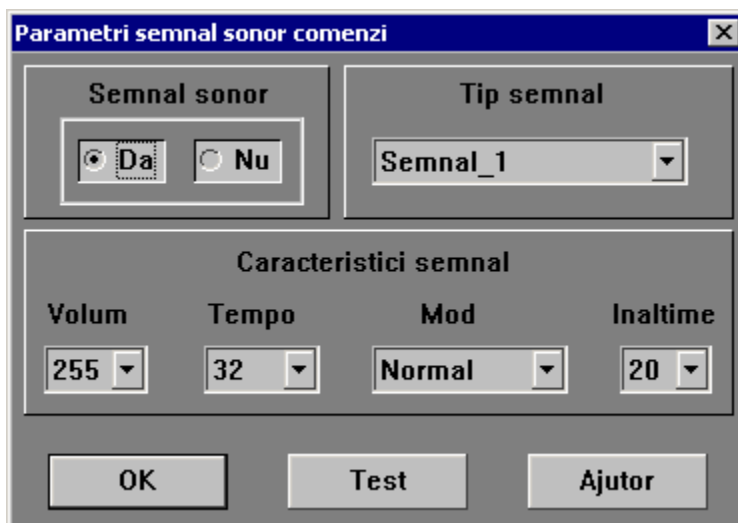 Parametri semnal sonor comenzi
Semnal sonor
Da Nu
Tip semnal
Semnal_1
Caracteristici semnal
Volum Tempo Mod Inaltime
255 32 Normal 20
OK Test Ajutor